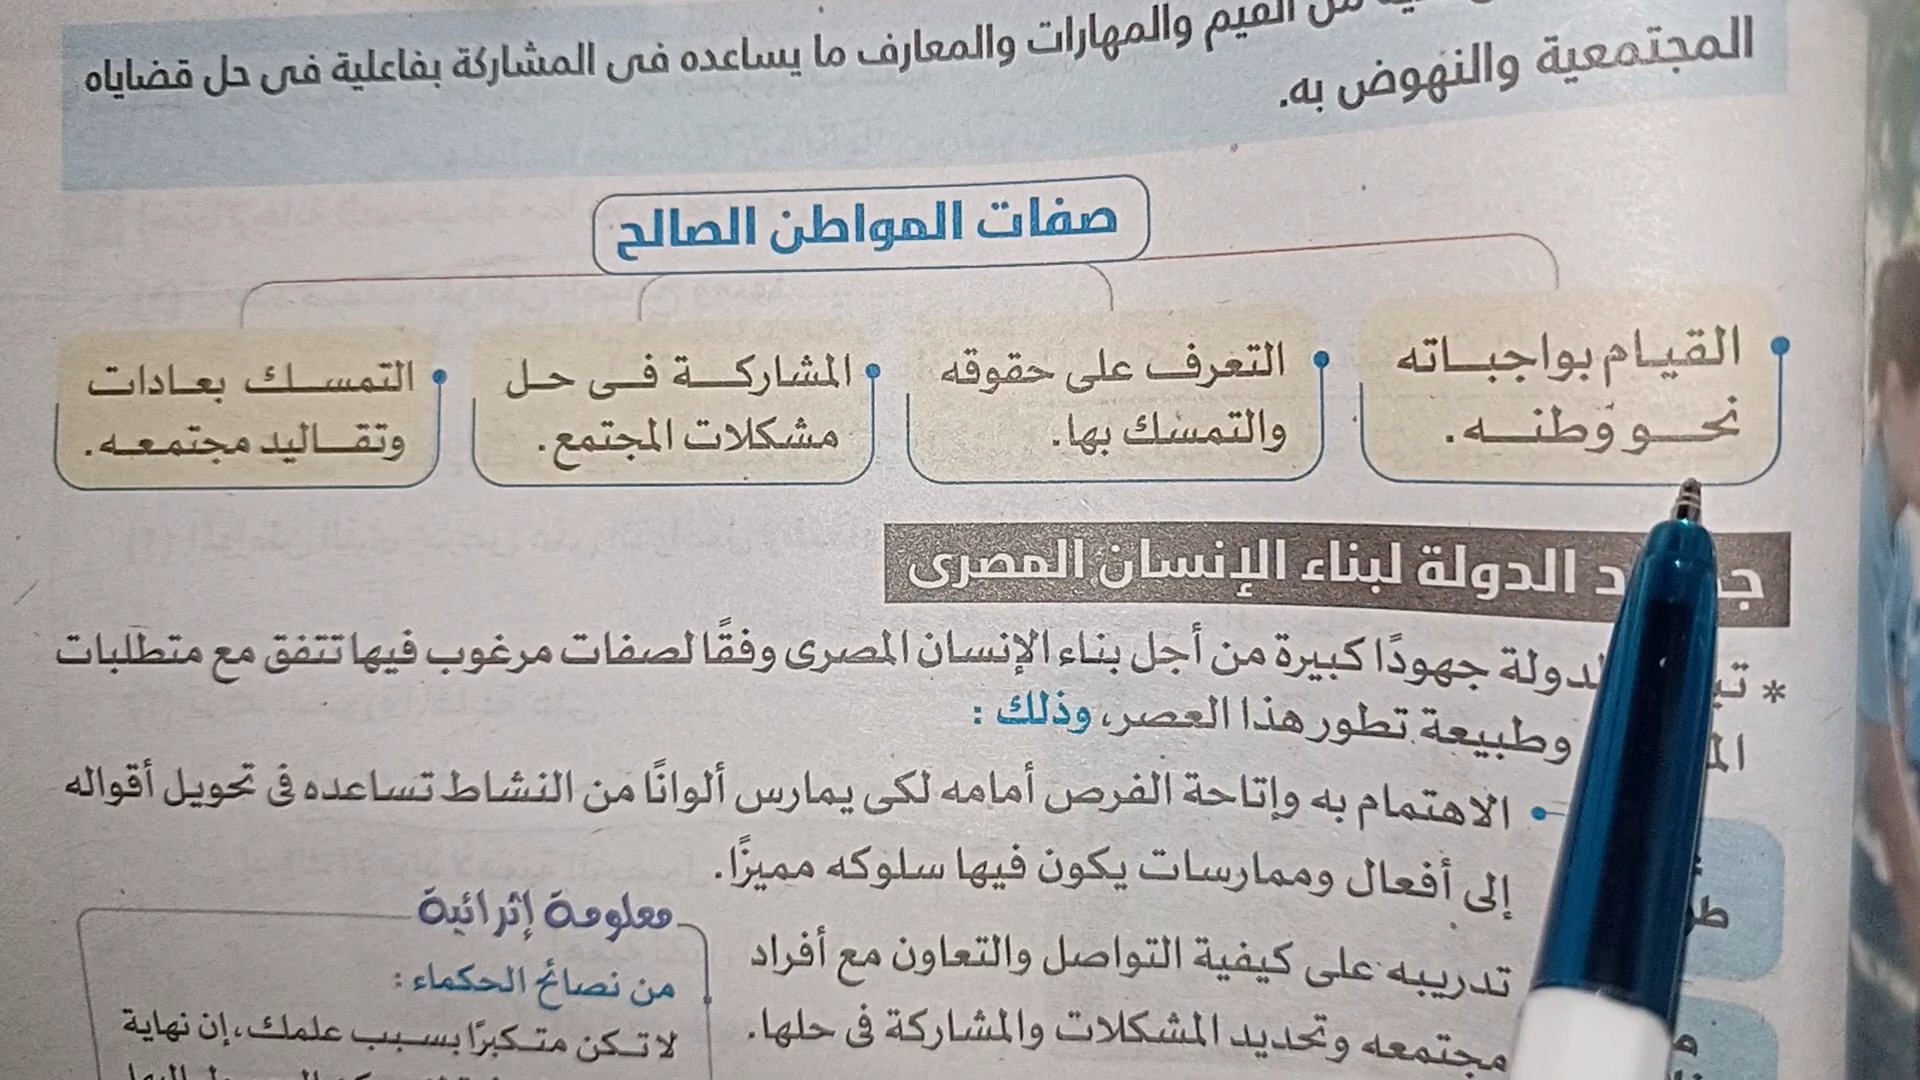 القيم والمهارات والمعارف ما يساعده فى المشاركة بفاعلية فى حل قضاياه
المجتمعية والنهوض به.
صفات المواطن الصالح
القيام بواجباته
نحو وطنه.
التعرف على حقوقه
والتمسك بها.
المشاركة فى حل
مشكلات المجتمع.
التمسك بعادات
وتقاليد مجتمعه.
الدولة لبناء الإنسان المصرى
* جهودًا كبيرة من أجل بناء الإنسان المصرى وفقًا لصفات مرغوب فيها تتفق مع متطلبات
وطبيعة تطور هذا العصر، وذلك :
• الاهتمام به وإتاحة الفرص أمامه لكى يمارس ألوانًا من النشاط تساعده فى تحويل أقواله
إلى أفعال وممارسات يكون فيها سلوكه مميزًا.
تدريبه على كيفية التواصل والتعاون مع أفراد
مجتمعه وتحديد المشكلات والمشاركة فى حلها.
معلومة إثرائية
من نصائح الحكماء :
لا تكن متكبرًا بسبب علمك، إن نهاية